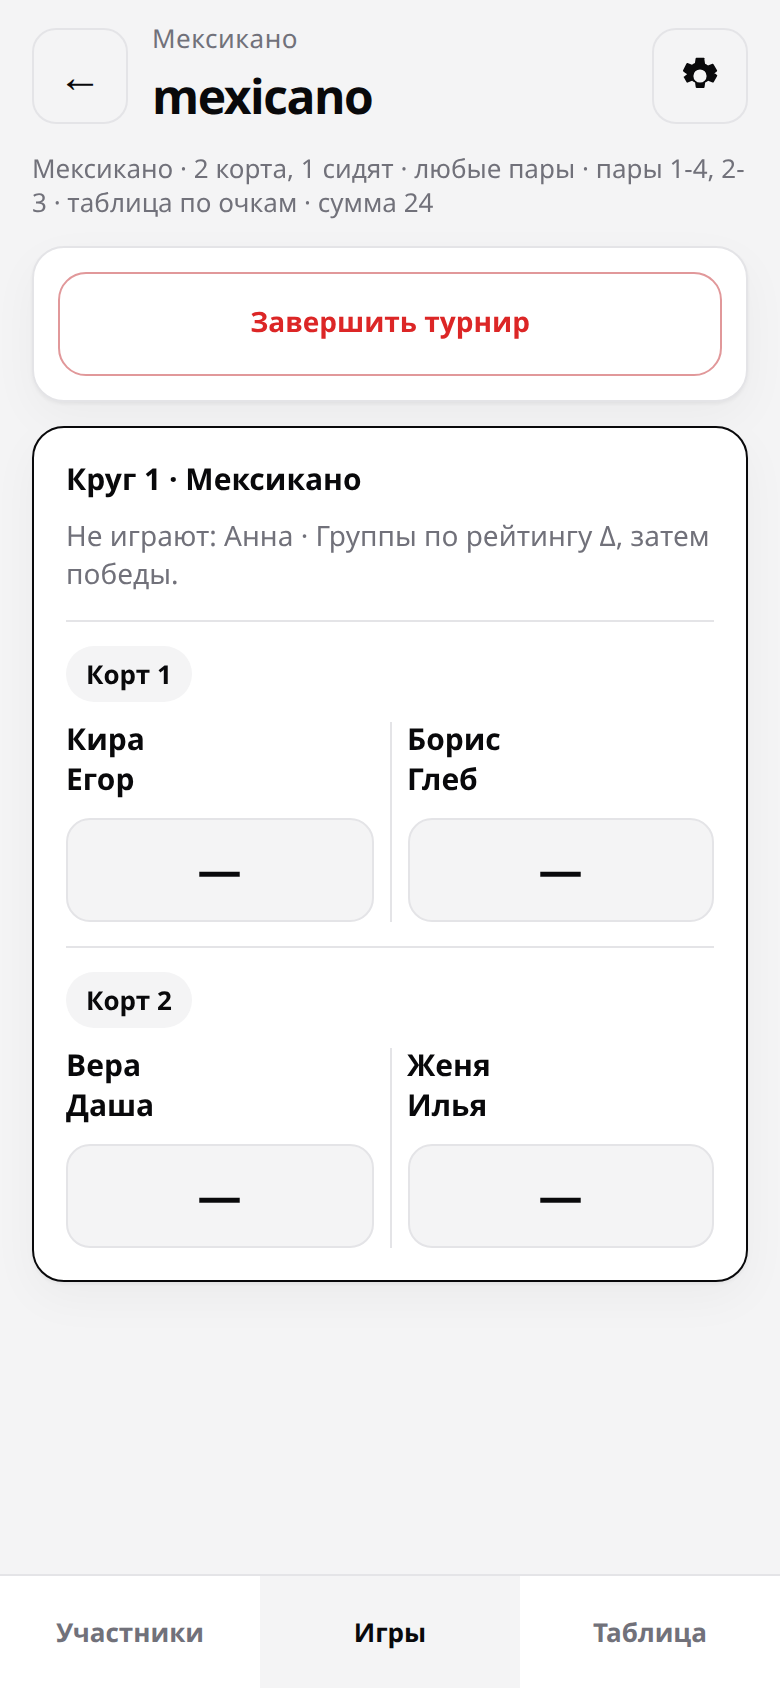 ←
Мексикано
mexicano
Мексикано · 2 корта, 1 сидят · любые пары · пары 1-4, 2-
3 · таблица по очкам · сумма 24
Завершить турнир
Круг 1 · Мексикано
Не играют: Анна · Группы по рейтингу Δ, затем
победы.
Корт 1
Кира
Егор
Борис
Глеб
—
—
Корт 2
Вера
Даша
Женя
Илья
—
—
Участники
Игры
Таблица